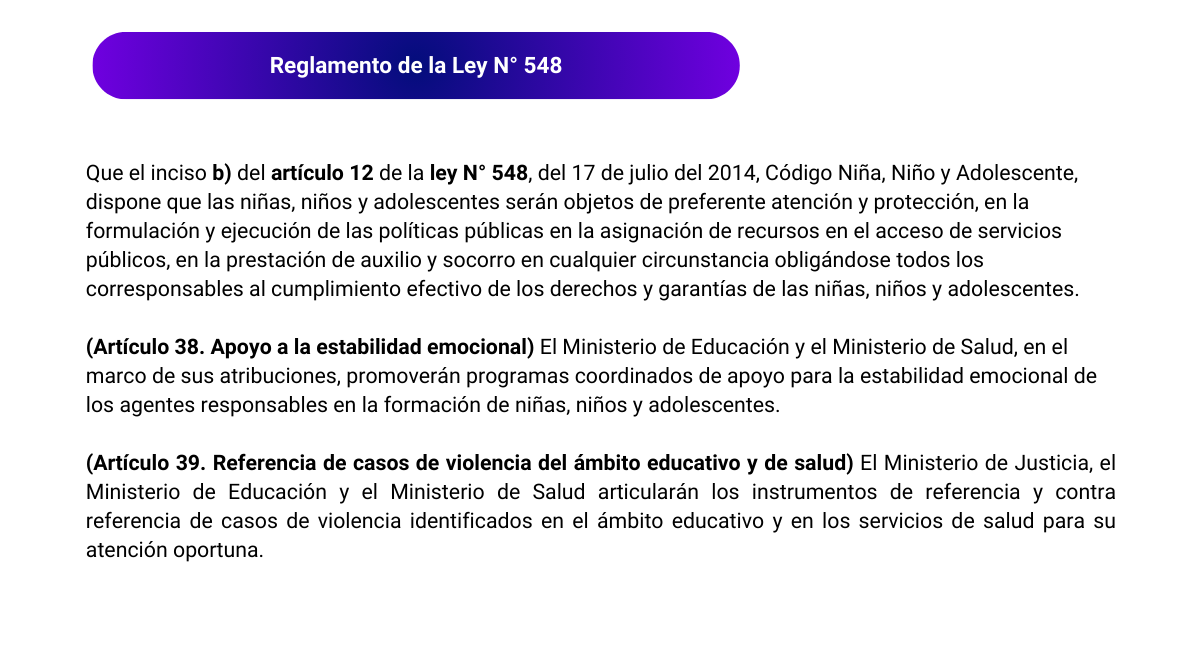 Reglamento de la Ley N° 548
Que el inciso b) del artículo 12 de la ley N° 548, del 17 de julio del 2014, Código Niña, Niño y Adolescente,
dispone que las niñas, niños y adolescentes serán objetos de preferente atención y protección, en la
formulación y ejecución de las políticas públicas en la asignación de recursos en el acceso de servicios
públicos, en la prestación de auxilio y socorro en cualquier circunstancia obligándose todos los
corresponsables al cumplimiento efectivo de los derechos y garantías de las niñas, niños y adolescentes.
(Artículo 38. Apoyo a la estabilidad emocional) El Ministerio de Educación y el Ministerio de Salud, en el
marco de sus atribuciones, promoverán programas coordinados de apoyo para la estabilidad emocional de
los agentes responsables en la formación de niñas, niños y adolescentes.
(Artículo 39. Referencia de casos de violencia del ámbito educativo y de salud) El Ministerio de Justicia, el
Ministerio de Educación y el Ministerio de Salud articularán los instrumentos de referencia y contra
referencia de casos de violencia identificados en el ámbito educativo y en los servicios de salud para su
atención oportuna.